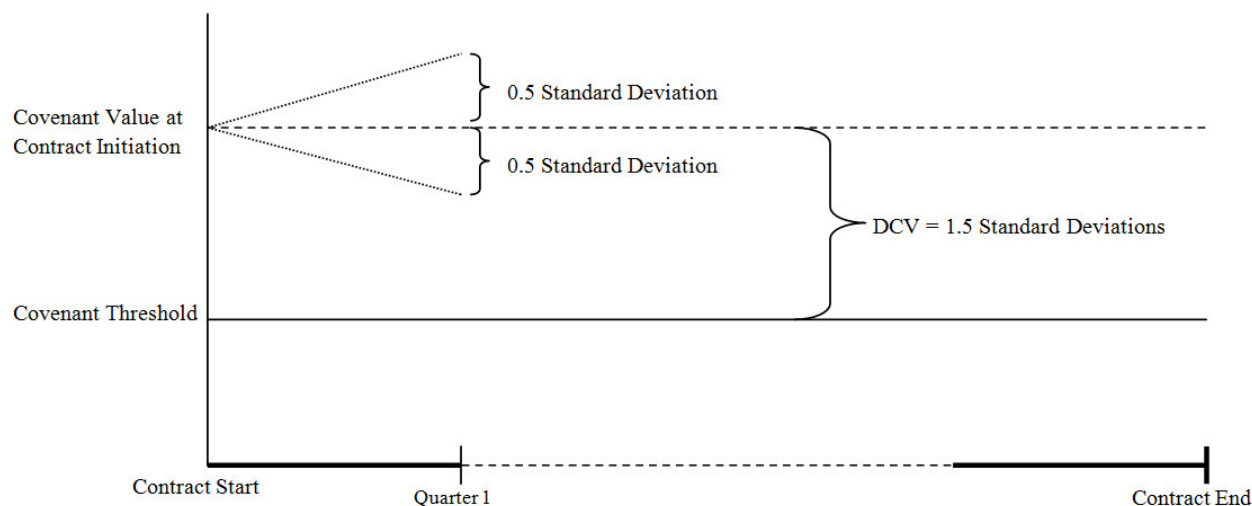 0.5 Standard Deviation
Covenant Value at
Contract Initiation
0.5 Standard Deviation
DCV = 1.5 Standard Deviations
Covenant Threshold
Contract Start
Quarter 1
Contract End